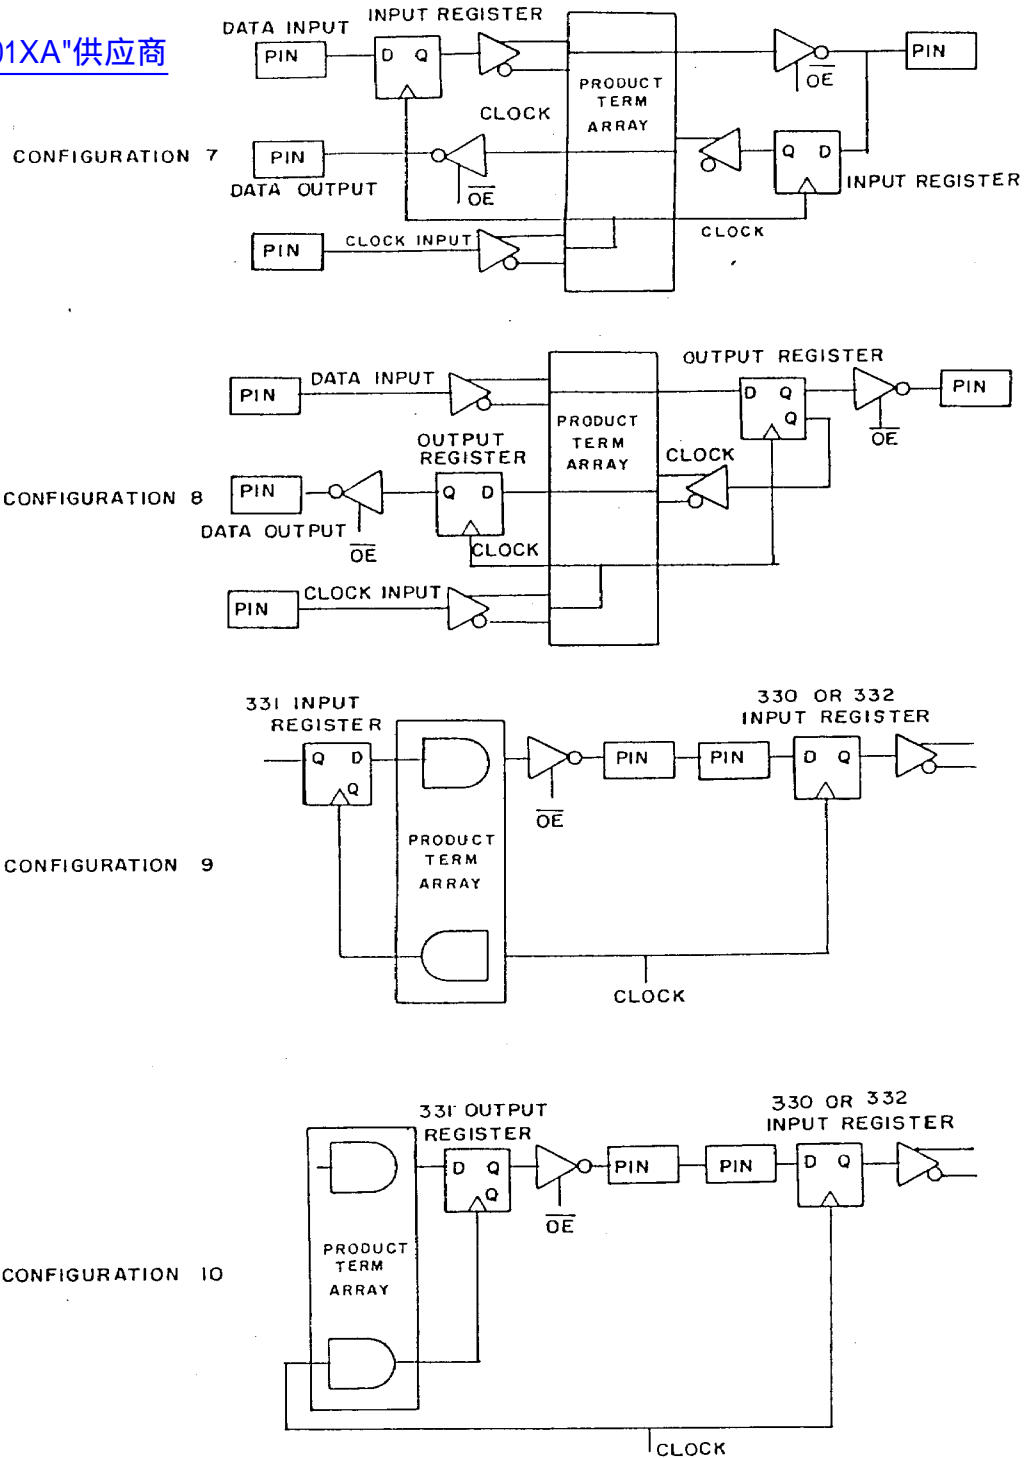 01XA"供应商
DATA INPUT
INPUT REGISTER
PIN
D Q
PRODUCT
TERM
ARRAY
OE
PIN
CLOCK
CONFIGURATION 7
PIN
DATA OUTPUT
OE
Q D
INPUT REGISTER
PIN
CLOCK INPUT
CLOCK
OUTPUT REGISTER
PIN
DATA INPUT
D Q
Q
PIN
OE
PRODUCT
TERM
ARRAY
OUTPUT
REGISTER
CLOCK
CONFIGURATION 8
PIN
Q D
DATA OUTPUT
OE
CLOCK
PIN
CLOCK INPUT
331 INPUT
REGISTER
330 OR 332
INPUT REGISTER
Q D
Q
PIN
PIN
D Q
OE
PRODUCT
TERM
ARRAY
CONFIGURATION 9
CLOCK
331 OUTPUT
REGISTER
330 OR 332
INPUT REGISTER
D Q
Q
PIN
PIN
D Q
OE
PRODUCT
TERM
ARRAY
CONFIGURATION 10
CLOCK